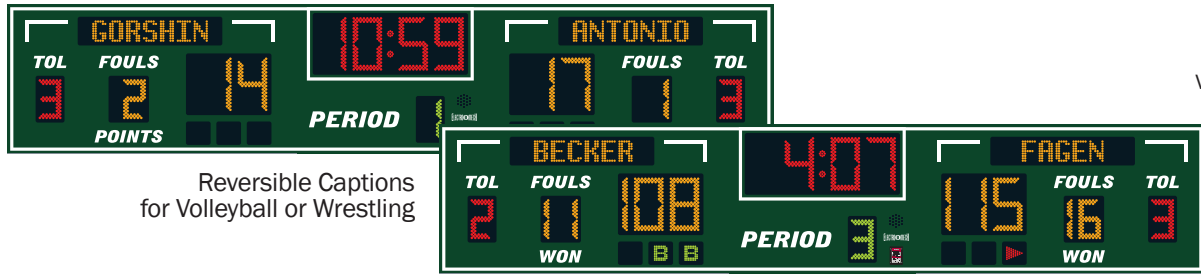 GORSHIN 10:59 ANTONIO
TOL FOULS 14 17 FOULS TOL
3 2 1 3
POINTS PERIOD 1
BECKER 4:07 FAGEN
TOL FOULS 108 115 FOULS TOL
2 11 16 3
WON B B PERIOD 3 WON
Reversible Captions
for Volleyball or Wrestling